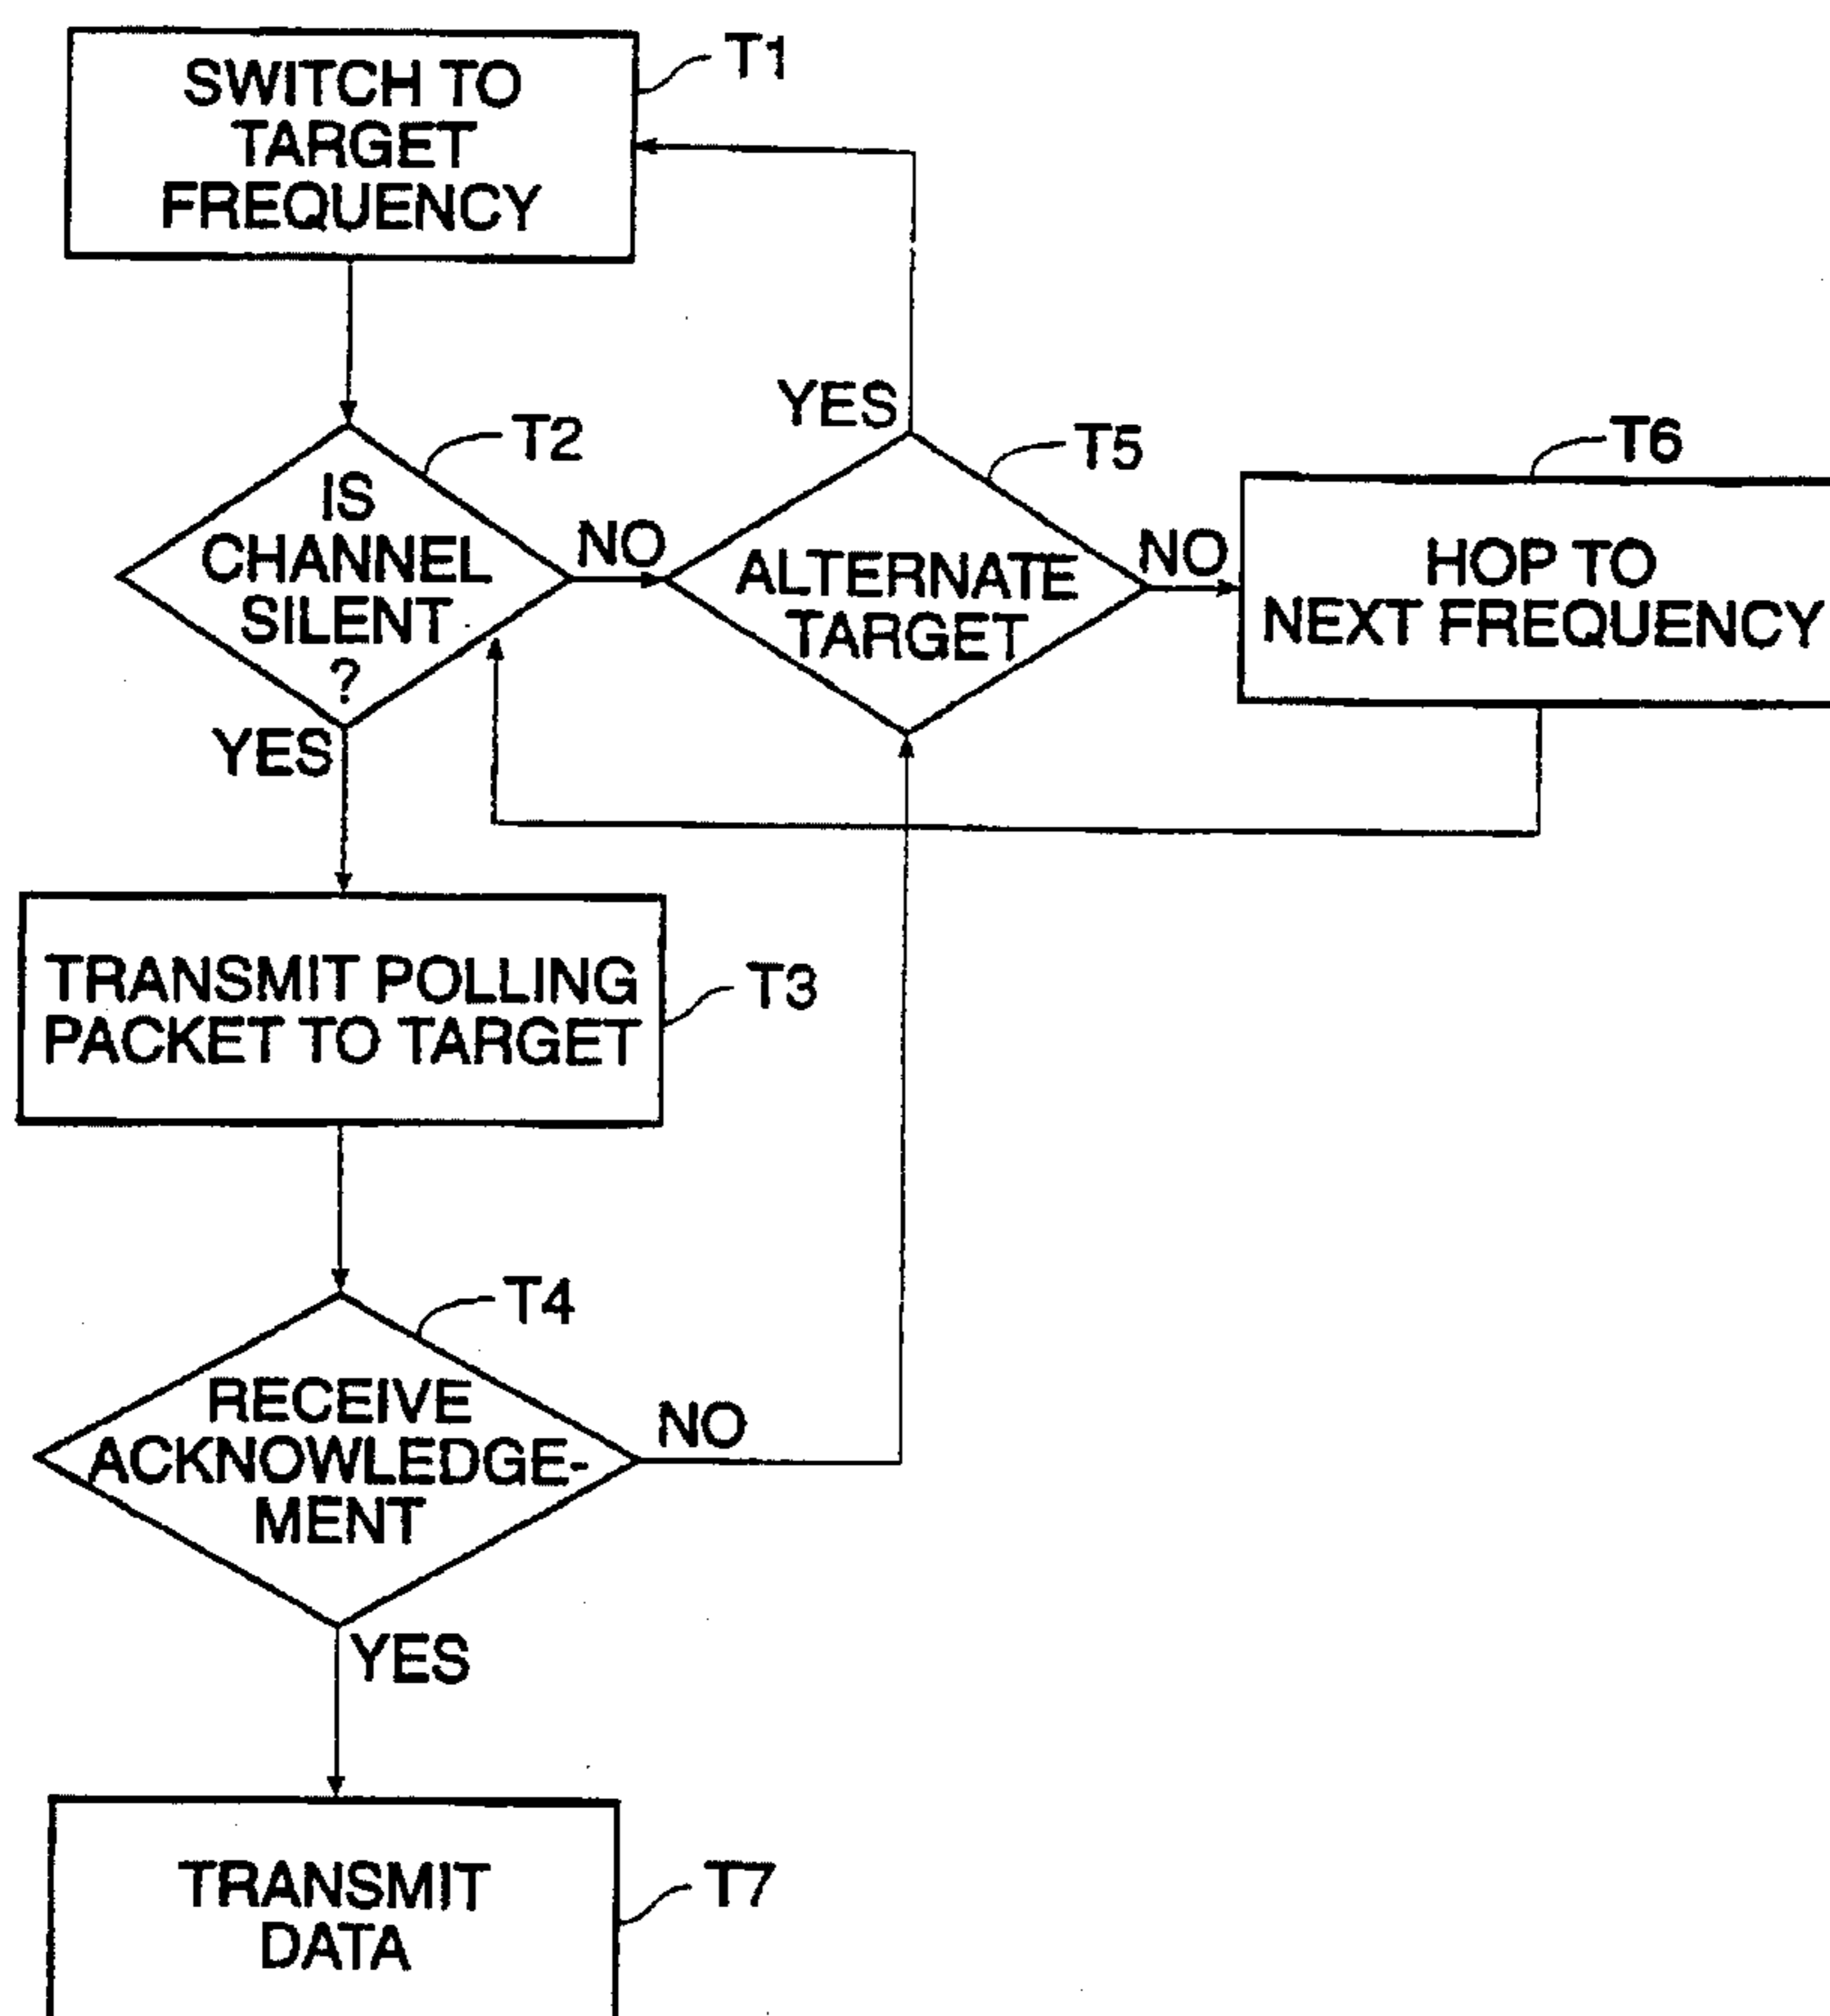 SWITCH TO
TARGET
FREQUENCY
T1
IS
CHANNEL
SILENT
?
T2
NO
YES
YES
ALTERNATE
TARGET
T5
NO
HOP TO
NEXT FREQUENCY
T6
TRANSMIT POLLING
PACKET TO TARGET
T3
RECEIVE
ACKNOWLEDGE-
MENT
T4
NO
YES
TRANSMIT
DATA
T7